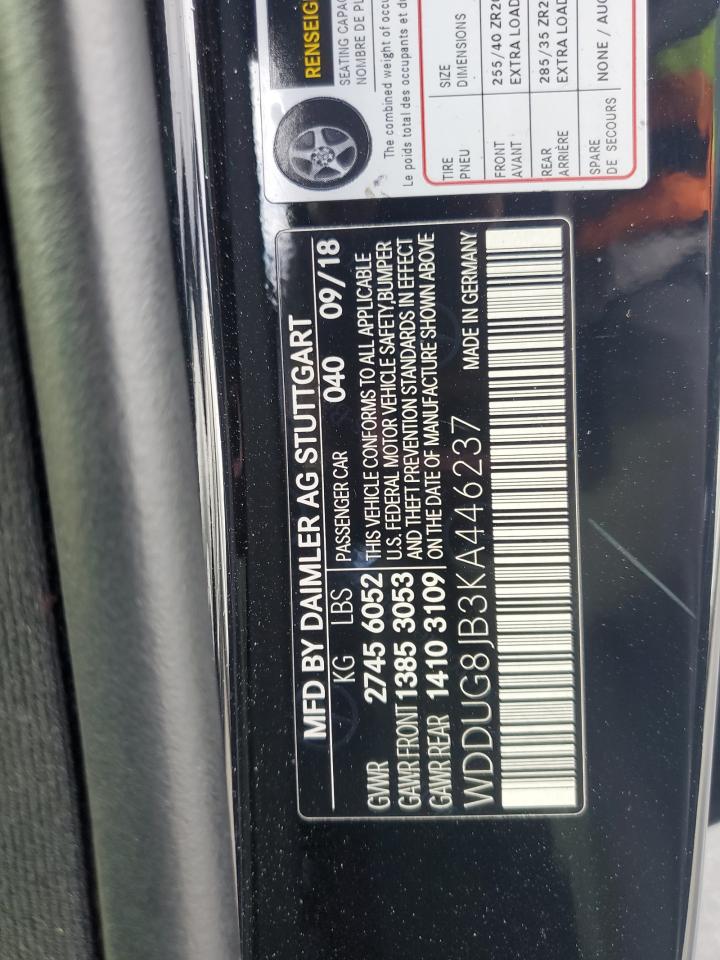 MFD BY DAIMLER AG STUTTGART
KG LBS PASSENGER CAR 040 09/18
GVWR 2745 6052
GAWR FRONT 1385 3053
GAWR REAR 1410 3109
THIS VEHICLE CONFORMS TO ALL APPLICABLE
U.S. FEDERAL MOTOR VEHICLE SAFETY,BUMPER
AND THEFT PREVENTION STANDARDS IN EFFECT
ON THE DATE OF MANUFACTURE SHOWN ABOVE
WDDUG8JB3KA446237 MADE IN GERMANY
RENSEIG
SEATING CAPAC
NOMBRE DE PL
The combined weight of occu
Le poids total des occupants et du
TIRE SIZE
PNEU DIMENSIONS
FRONT 255/40 ZR20
AVANT EXTRA LOAD
REAR 285/35 ZR2
ARRIÈRE EXTRA LOAD
SPARE NONE / AUC
DE SECOURS